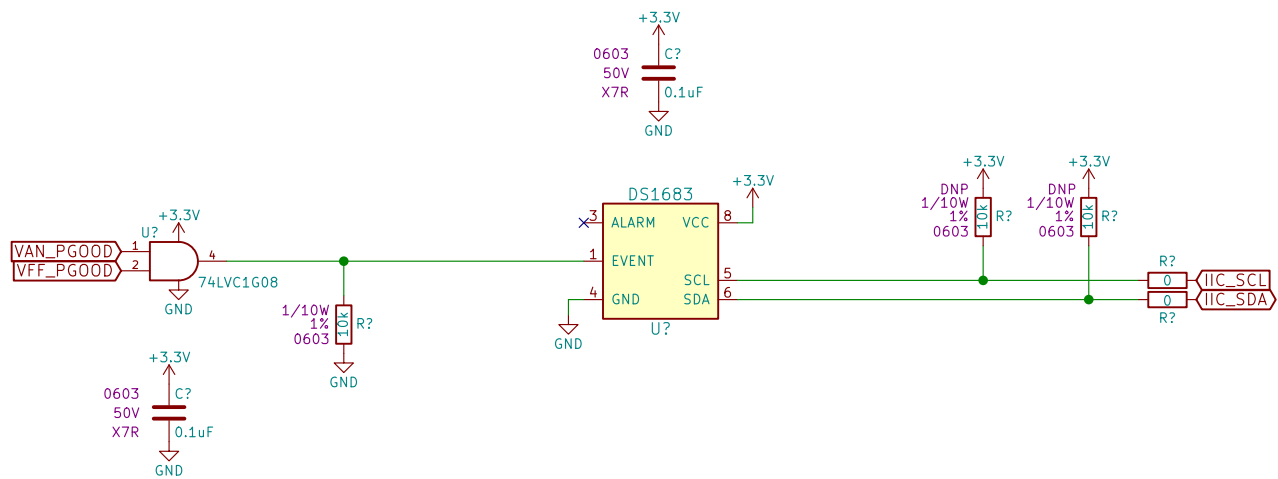 +3.3V
0603
C?
50V
X7R
0.1uF
GND
+3.3V
+3.3V
DNP
1/10W
1%
0603
10k
R?
DNP
1/10W
1%
0603
10k
R?
+3.3V
DS1683
3
ALARM
VCC
8
1
EVENT
SCL
5
4
GND
SDA
6
U?
GND
+3.3V
U?
VAN_PGOOD
1
VFF_PGOOD
2
4
74LVC1G08
GND
R?
0
IIC_SCL
0
IIC_SDA
R?
1/10W
1%
0603
10k
R?
GND
+3.3V
0603
C?
50V
X7R
0.1uF
GND